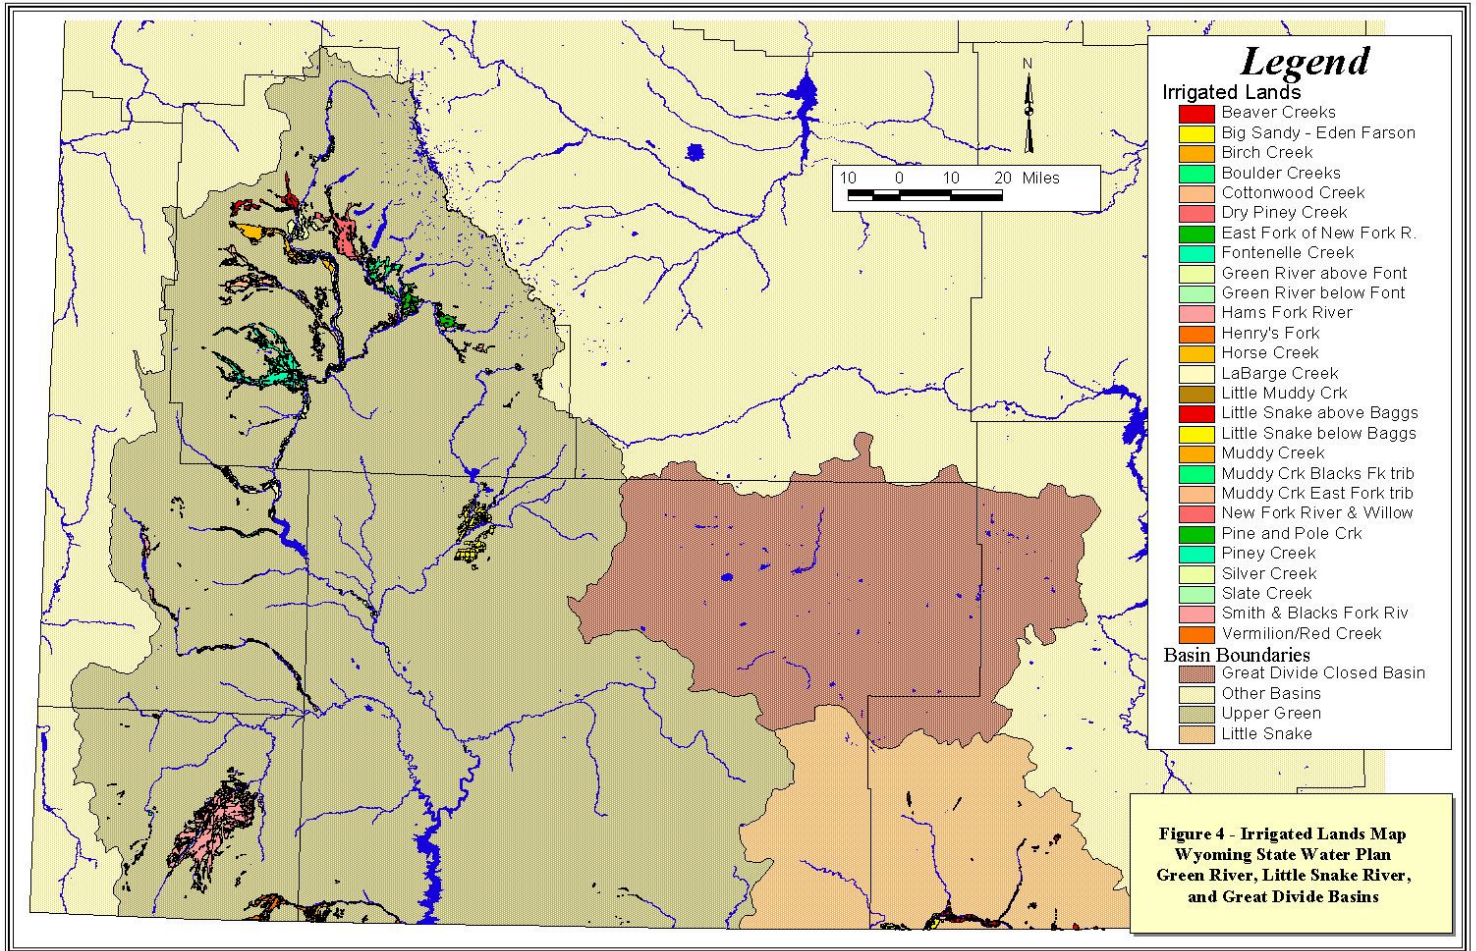 Legend
Irrigated Lands
Beaver Creeks
Big Sandy - Eden Farson
Birch Creek
Boulder Creeks
Cottonwood Creek
Dry Piney Creek
East Fork of New Fork R.
Fontenelle Creek
Green River above Font
Green River below Font
Hams Fork River
Henry's Fork
Horse Creek
LaBarge Creek
Little Muddy Crk
Little Snake above Baggs
Little Snake below Baggs
Muddy Creek
Muddy Crk Blacks Fk trib
Muddy Crk East Fork trib
New Fork River & Willow
Pine and Pole Crk
Piney Creek
Silver Creek
Slate Creek
Smith & Blacks Fork Riv
Vermilion/Red Creek
Basin Boundaries
Great Divide Closed Basin
Other Basins
Upper Green
Little Snake
N
10 0 10 20 Miles
Figure 4 - Irrigated Lands Map
Wyoming State Water Plan
Green River, Little Snake River,
and Great Divide Basins